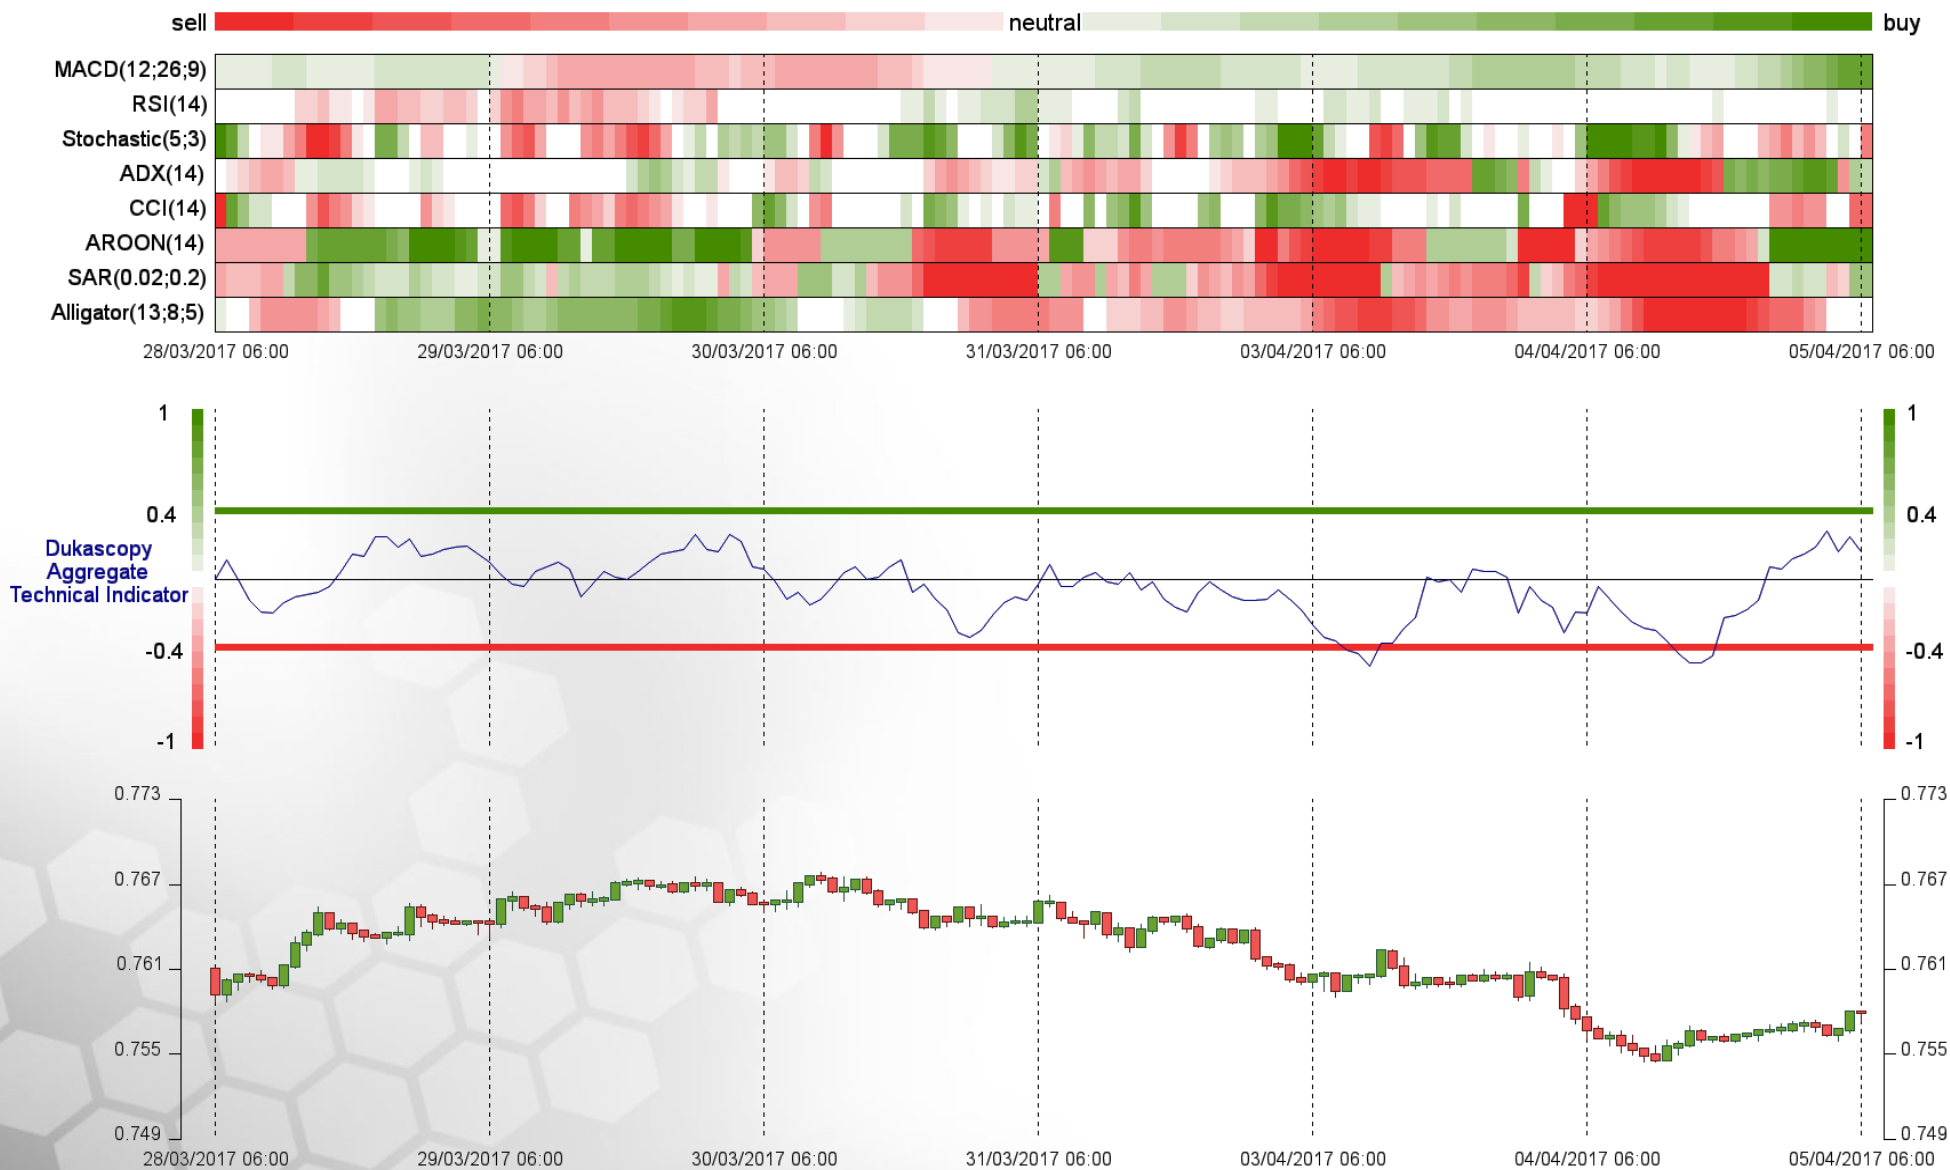 sell neutral buy
MACD(12;26;9)
RSI(14)
Stochastic(5;3)
ADX(14)
CCI(14)
AROON(14)
SAR(0.02;0.2)
Alligator(13;8;5)
28/03/2017 06:00 29/03/2017 06:00 30/03/2017 06:00 31/03/2017 06:00 03/04/2017 06:00 04/04/2017 06:00 05/04/2017 06:00
1 1
0.4 0.4
Dukascopy
Aggregate
Technical Indicator
-0.4 -0.4
-1 -1
0.773 0.773
0.767 0.767
0.761 0.761
0.755 0.755
0.749 0.749
28/03/2017 06:00 29/03/2017 06:00 30/03/2017 06:00 31/03/2017 06:00 03/04/2017 06:00 04/04/2017 06:00 05/04/2017 06:00